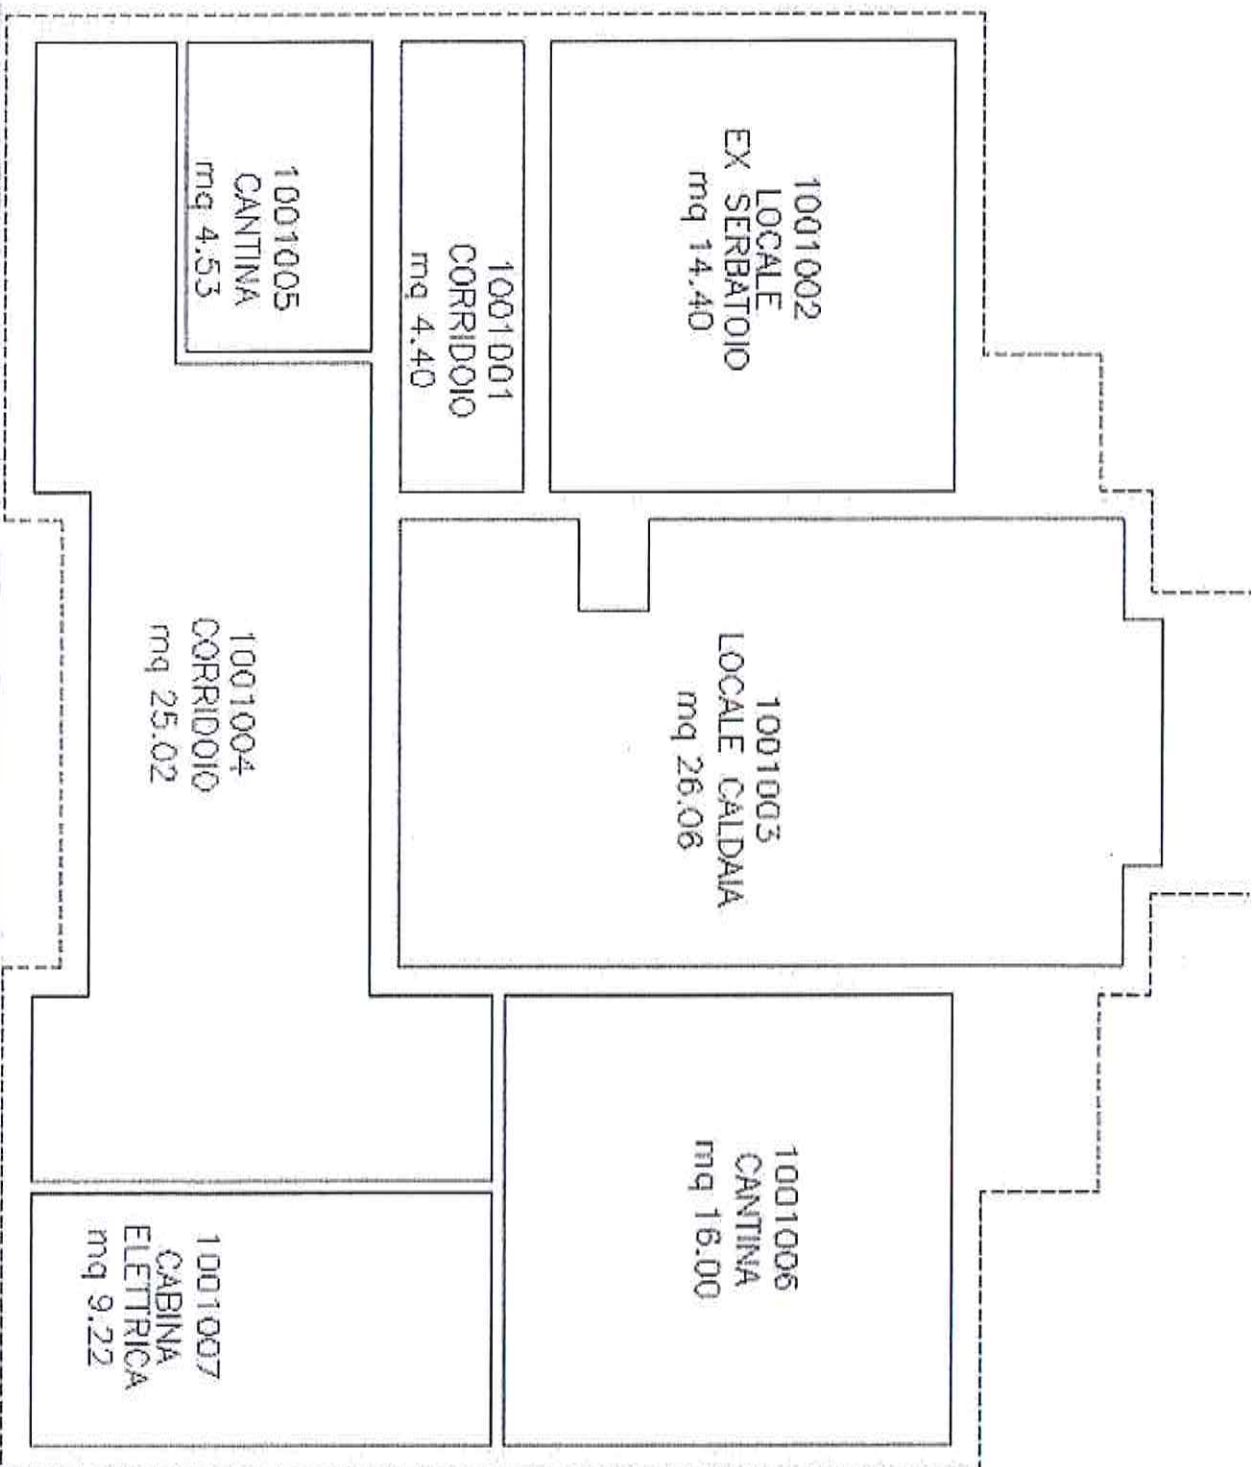 1001002
LOCALE
EX SERBATOIO
mq 14.40
1001001
CORRIDOIO
mq 4.40
1001005
CANTINA
mq 4.53
1001003
LOCALE CALDAIA
mq 26.06
1001004
CORRIDOIO
mq 25.02
1001006
CANTINA
mq 16.00
1001007
CABINA
ELETTRICA
mq 9.22